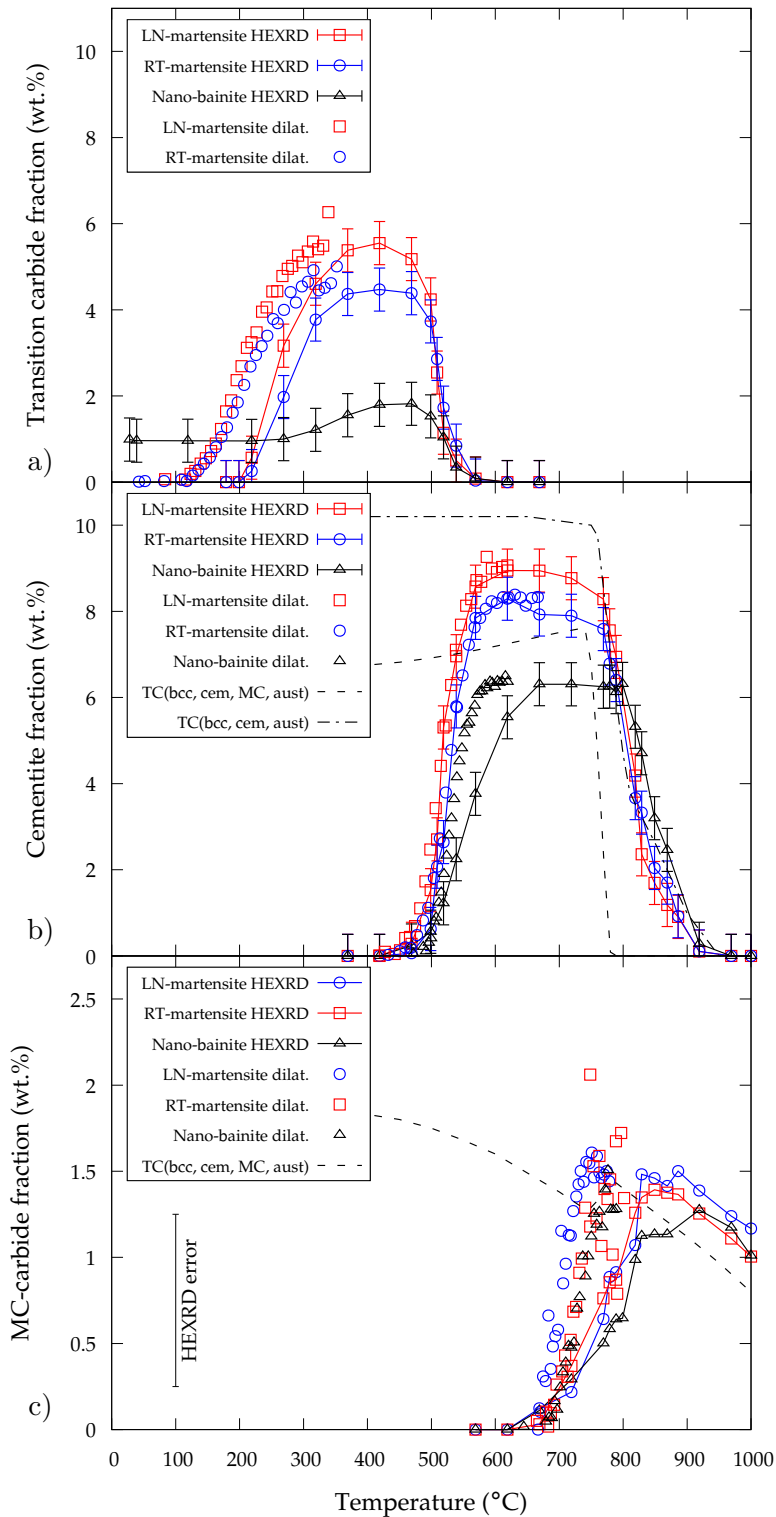 10
8
6
4
2
0
Transition carbide fraction (wt.%)
a)
LN-martensite HEXRD
RT-martensite HEXRD
Nano-bainite HEXRD
LN-martensite dilat.
RT-martensite dilat.
10
8
6
4
2
0
Cementite fraction (wt.%)
b)
LN-martensite HEXRD
RT-martensite HEXRD
Nano-bainite HEXRD
LN-martensite dilat.
RT-martensite dilat.
Nano-bainite dilat.
TC(bcc, cem, MC, aust)
TC(bcc, cem, aust)
2.5
2
1.5
1
0.5
0
MC-carbide fraction (wt.%)
c)
LN-martensite HEXRD
RT-martensite HEXRD
Nano-bainite HEXRD
LN-martensite dilat.
RT-martensite dilat.
Nano-bainite dilat.
TC(bcc, cem, MC, aust)
HEXRD error
0 100 200 300 400 500 600 700 800 900 1000
Temperature (°C)